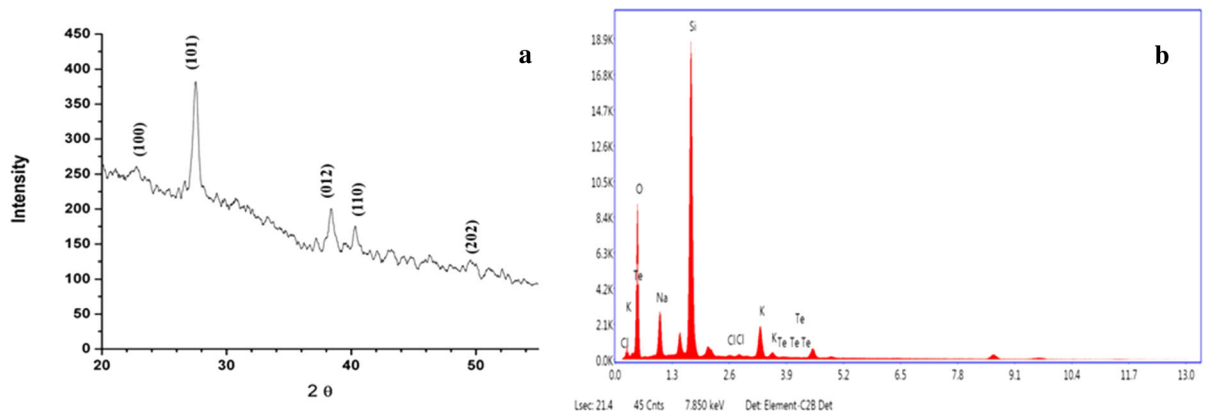 a
Intensity
450
400
350
300
250
200
150
100
50
0
20
30
40
50
2 θ
(100)
(101)
(012)
(110)
(202)
b
18.9K
16.8K
14.7K
12.6K
10.5K
8.4K
6.3K
4.2K
2.1K
0.0K
Cl
K
Te
O
Na
Si
Cl Cl
K
K
Te Te Te
Te
0.0
1.3
2.6
3.9
5.2
6.5
7.8
9.1
10.4
11.7
13.0
Lsec: 21.4 45 Cnts 7.850 keV Det: Element-C2B Det